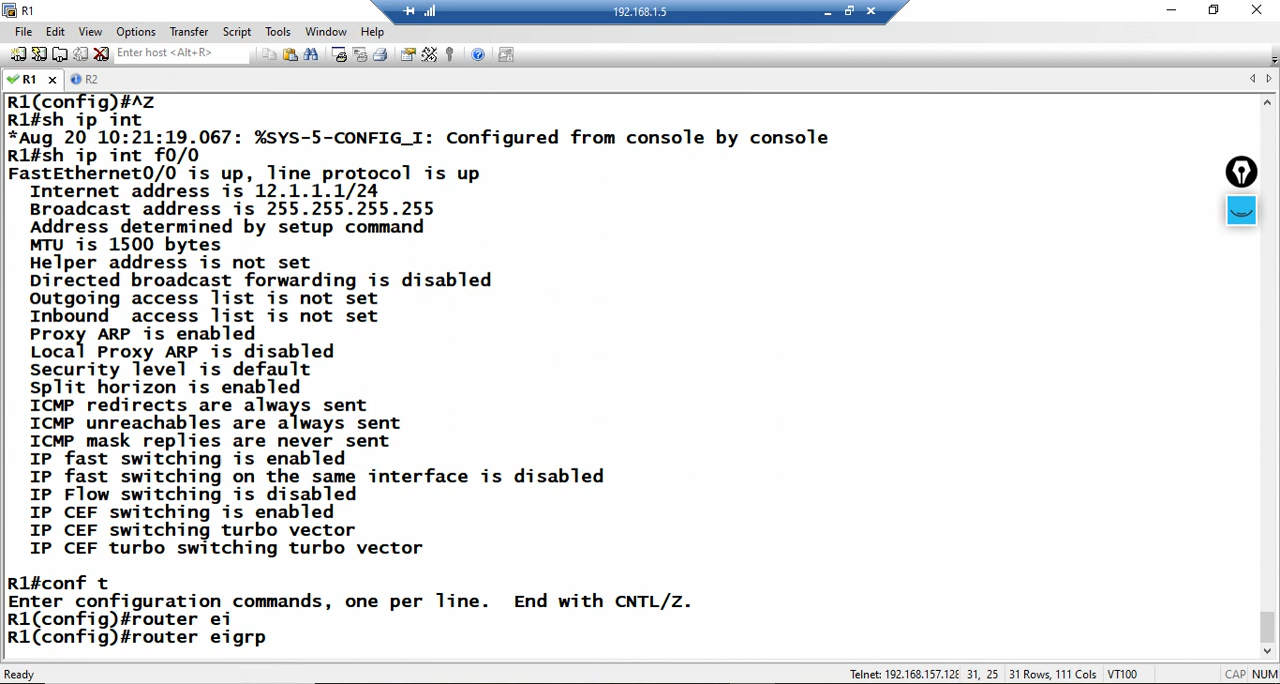 R1
192.168.1.5
File Edit View Options Transfer Script Tools Window Help
Enter host <Alt+R>
R1 R2
R1(config)#^Z
R1#sh ip int
*Aug 20 10:21:19.067: %SYS-5-CONFIG_I: Configured from console by console
R1#sh ip int f0/0
FastEthernet0/0 is up, line protocol is up
Internet address is 12.1.1.1/24
Broadcast address is 255.255.255.255
Address determined by setup command
MTU is 1500 bytes
Helper address is not set
Directed broadcast forwarding is disabled
Outgoing access list is not set
Inbound  access list is not set
Proxy ARP is enabled
Local Proxy ARP is disabled
Security level is default
Split horizon is enabled
ICMP redirects are always sent
ICMP unreachables are always sent
ICMP mask replies are never sent
IP fast switching is enabled
IP fast switching on the same interface is disabled
IP Flow switching is disabled
IP CEF switching is enabled
IP CEF switching turbo vector
IP CEF turbo switching turbo vector
R1#conf t
Enter configuration commands, one per line.  End with CNTL/Z.
R1(config)#router ei
R1(config)#router eigrp
Ready Telnet: 192.168.157.128 31, 25 31 Rows, 111 Cols VT100 CAP NUM